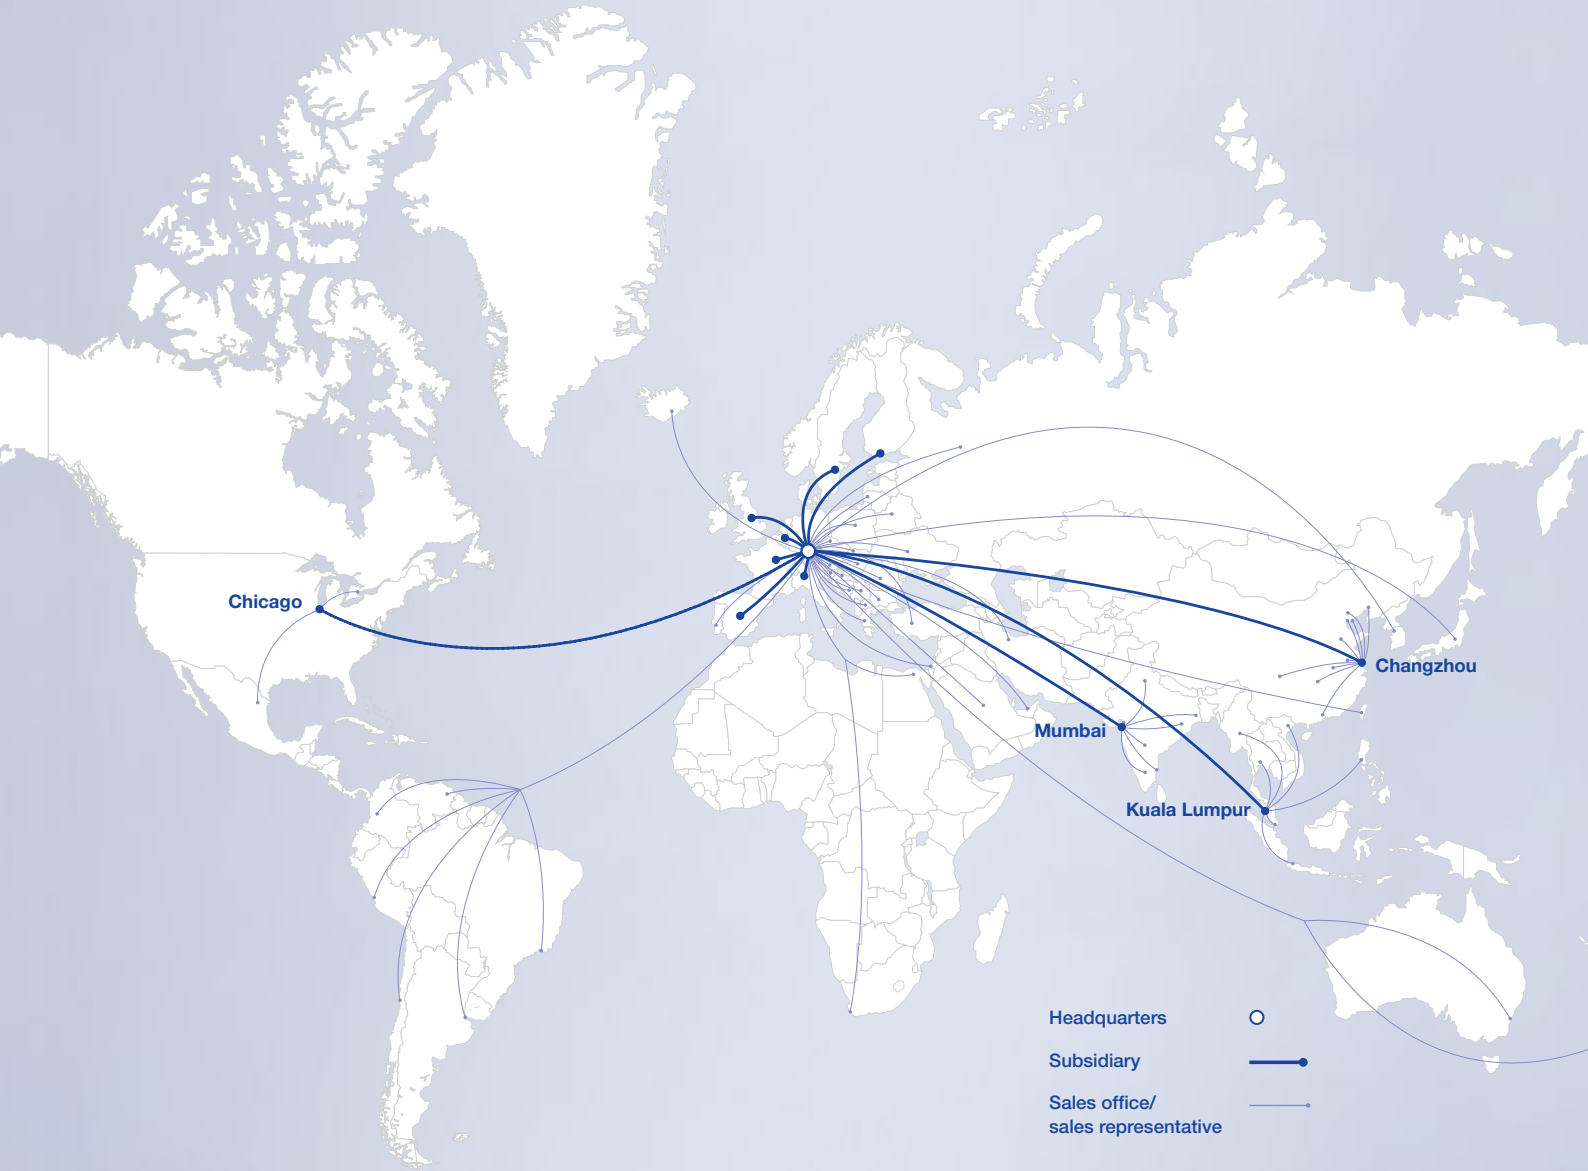 Chicago
Changzhou
Mumbai
Kuala Lumpur
Headquarters
Subsidiary
Sales office/
sales representative